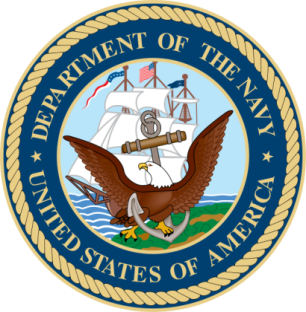 DEPARTMENT OF THE NAVY
UNITED STATES OF AMERICA